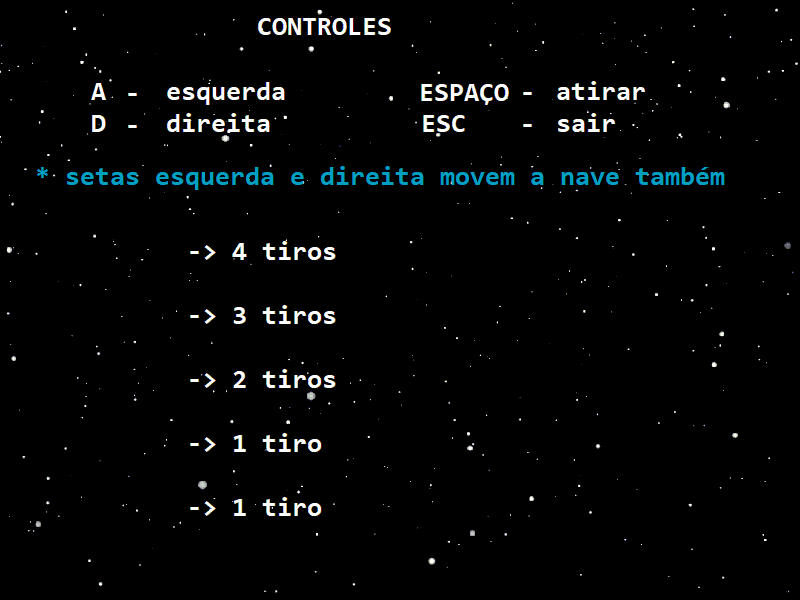 CONTROLES
A - esquerda ESPAÇO - atirar
D - direita ESC - sair
* setas esquerda e direita movem a nave também
-> 4 tiros
-> 3 tiros
-> 2 tiros
-> 1 tiro
-> 1 tiro